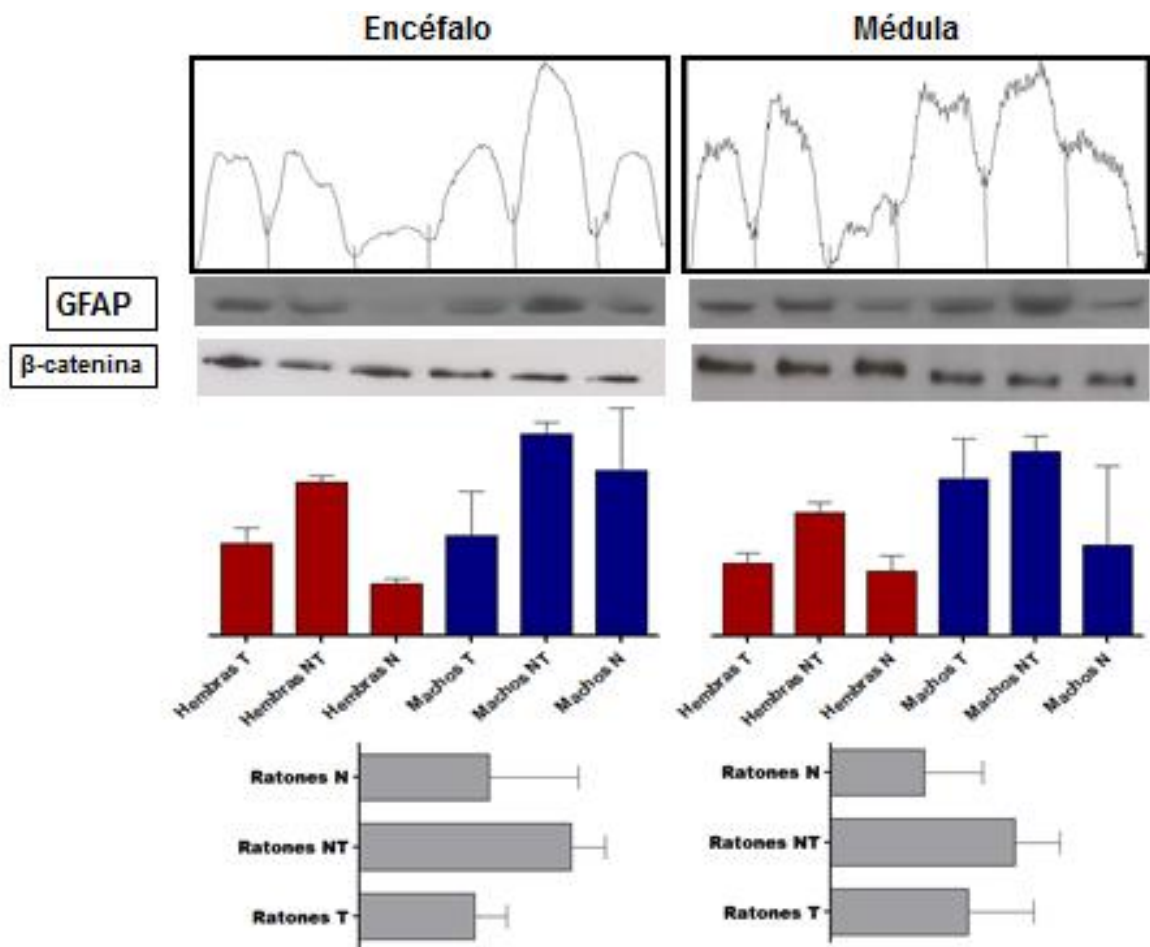 Encéfalo
Médula
GFAP
β-catenina
Hembras T
Hembras NT
Hembras N
Machos T
Machos NT
Machos N
Hembras T
Hembras NT
Hembras N
Machos T
Machos NT
Machos N
Ratones N
Ratones NT
Ratones T
Ratones N
Ratones NT
Ratones T